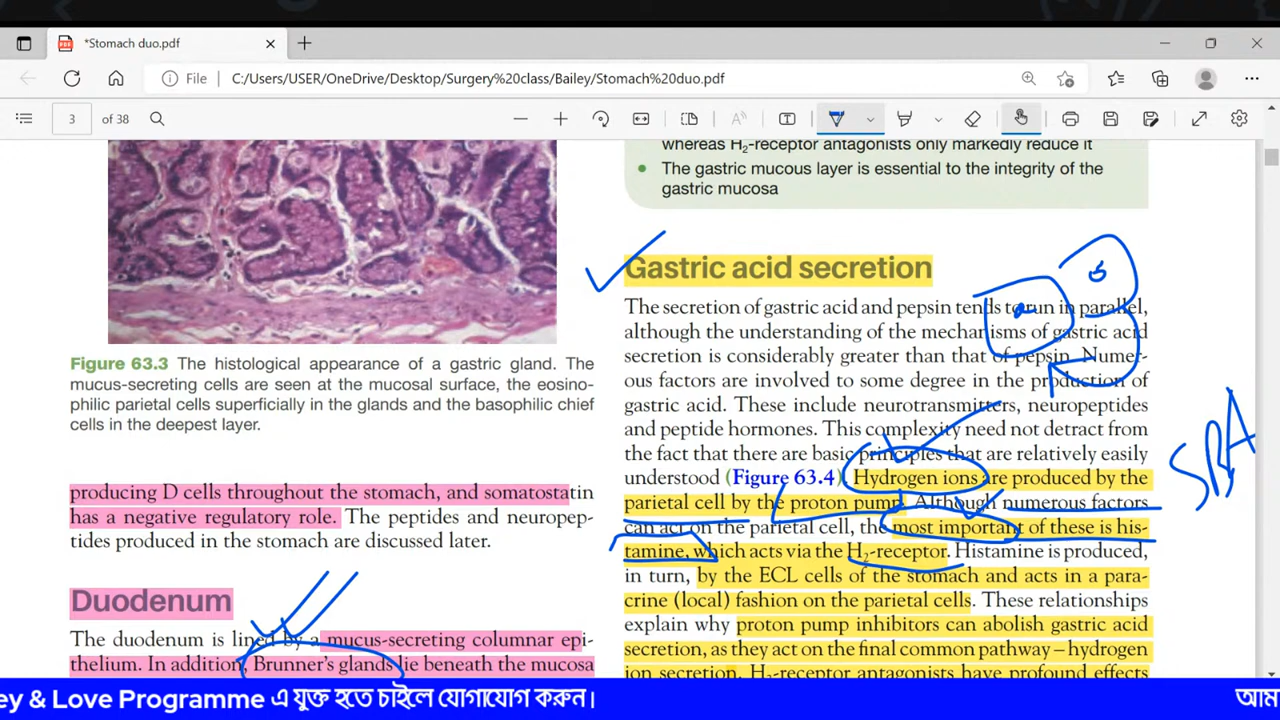 *Stomach duo.pdf
File
C:/Users/USER/OneDrive/Desktop/Surgery%20class/Bailey/Stomach%20duo.pdf
3 of 38
Figure 63.3 The histological appearance of a gastric gland. The
mucus-secreting cells are seen at the mucosal surface, the eosino-
philic parietal cells superficially in the glands and the basophilic chief
cells in the deepest layer.
producing D cells throughout the stomach, and somatostatin
has a negative regulatory role. The peptides and neuropep-
tides produced in the stomach are discussed later.
Duodenum
The duodenum is lined by a mucus-secreting columnar epi-
thelium. In addition, Brunner's glands lie beneath the mucosa
whereas H₂-receptor antagonists only markedly reduce it
• The gastric mucous layer is essential to the integrity of the
gastric mucosa
Gastric acid secretion
The secretion of gastric acid and pepsin tends to run in parallel,
although the understanding of the mechanisms of gastric acid
secretion is considerably greater than that of pepsin. Numer-
ous factors are involved to some degree in the production of
gastric acid. These include neurotransmitters, neuropeptides
and peptide hormones. This complexity need not detract from
the fact that there are basic principles that are relatively easily
understood (Figure 63.4). Hydrogen ions are produced by the
parietal cell by the proton pump. Although numerous factors
can act on the parietal cell, the most important of these is his-
tamine, which acts via the H₂-receptor. Histamine is produced,
in turn, by the ECL cells of the stomach and acts in a para-
crine (local) fashion on the parietal cells. These relationships
explain why proton pump inhibitors can abolish gastric acid
secretion, as they act on the final common pathway – hydrogen
ion secretion. H₂-receptor antagonists have profound effects
SBA
ey & Love Programme এ যুক্ত হতে চাইলে যোগাযোগ করুন।
আম